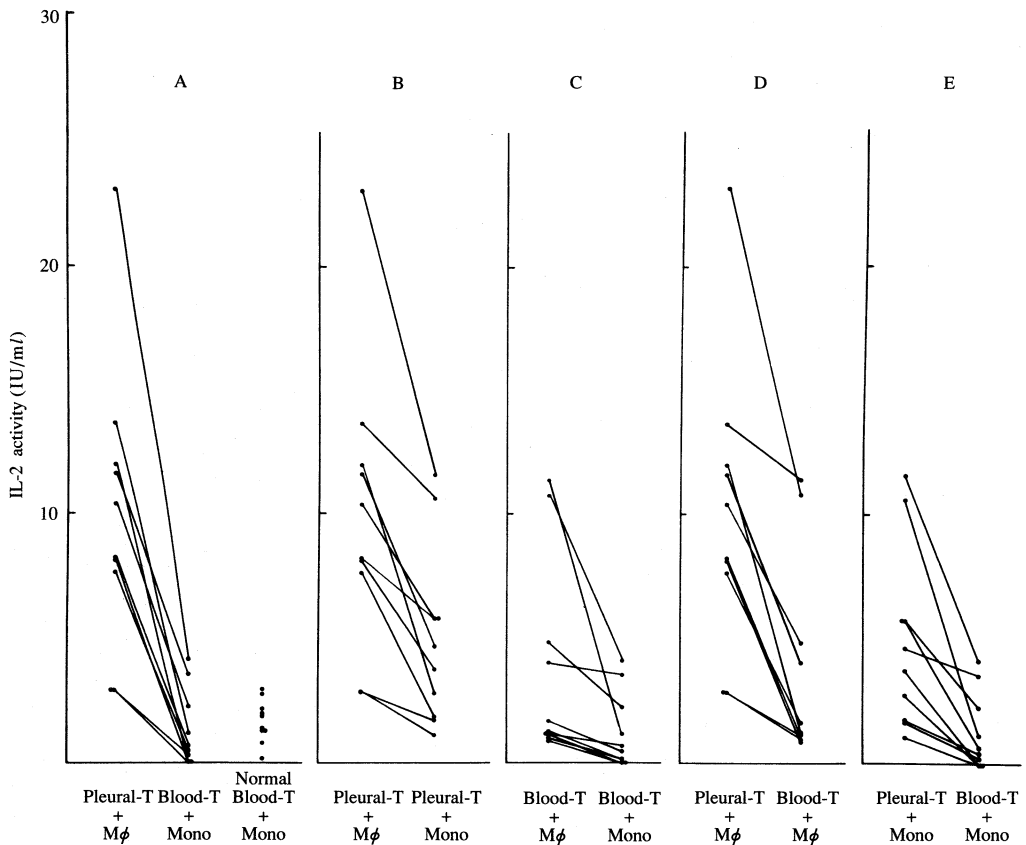 30
A B C D E
20
10
IL-2 activity (IU/ml)
Normal
Pleural-T Blood-T Blood-T Pleural-T Pleural-T Blood-T Blood-T Pleural-T Blood-T Pleural-T Blood-T
+ + + + + + + + + + +
Mϕ Mono Mono Mϕ Mono Mϕ Mono Mϕ Mϕ Mono Mono